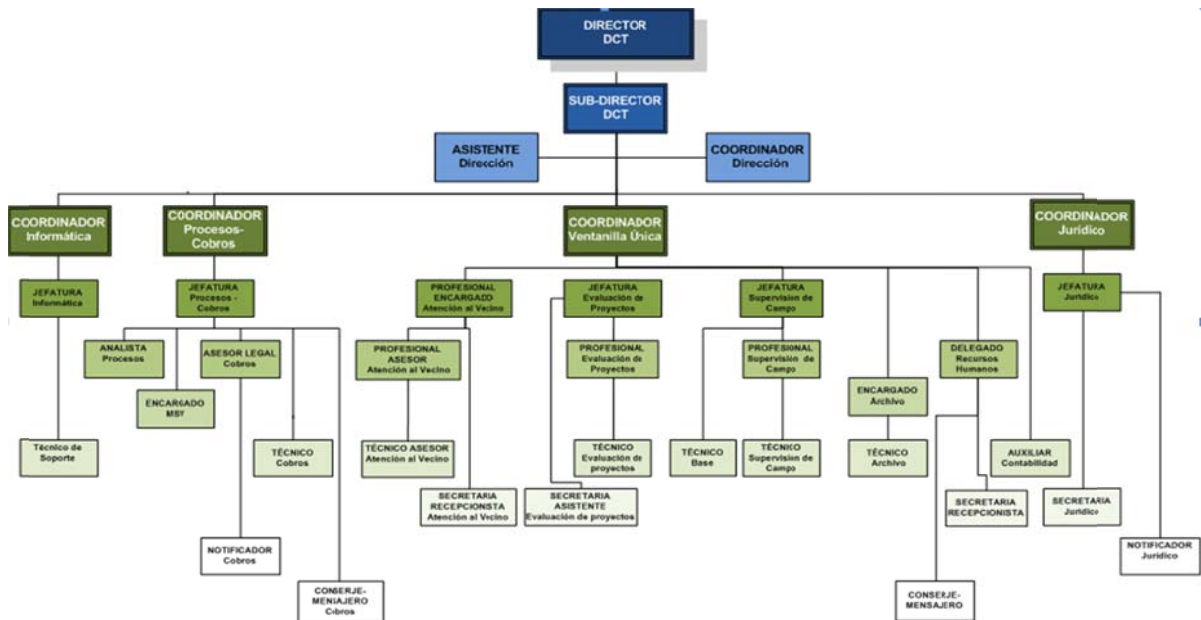 DIRECTOR
DCT
SUB-DIRECTOR
DCT
ASISTENTE
Dirección
COORDINADOR
Dirección
COORDINADOR
Informática
COORDINADOR
Procesos-
Cobros
COORDINADOR
Ventanilla Única
COORDINADOR
Jurídico
JEFATURA
Informática
JEFATURA
Procesos -
Cobros
PROFESIONAL
ENCARGADO
Atención al Vecino
JEFATURA
Evaluación de
Proyectos
JEFATURA
Supervisión de
Campo
JEFATURA
Jurídico
ANALISTA
Procesos
ASESOR LEGAL
Cobros
PROFESIONAL
ASESOR
Atención al Vecino
PROFESIONAL
Evaluación de
Proyectos
PROFESIONAL
Supervisión de
Campo
DELEGADO
Recursos
Humanos
ENCARGADO
ENCARGADO
Archivo
Técnico de
Soporte
TÉCNICO
Cobros
TÉCNICO ASESOR
Atención al Vecino
TÉCNICO
Evaluación de
proyectos
TÉCNICO
Base
TÉCNICO
Supervisión de
Campo
TÉCNICO
Archivo
AUXILIAR
Contabilidad
SECRETARIA
RECEPCIONISTA
Atención al Vecino
SECRETARIA
ASISTENTE
Evaluación de proyectos
SECRETARIA
RECEPCIONISTA
SECRETARIA
Jurídico
NOTIFICADOR
Cobros
NOTIFICADOR
Jurídico
CONSERJE-
MENSAJERO
Cobros
CONSERJE-
MENSAJERO